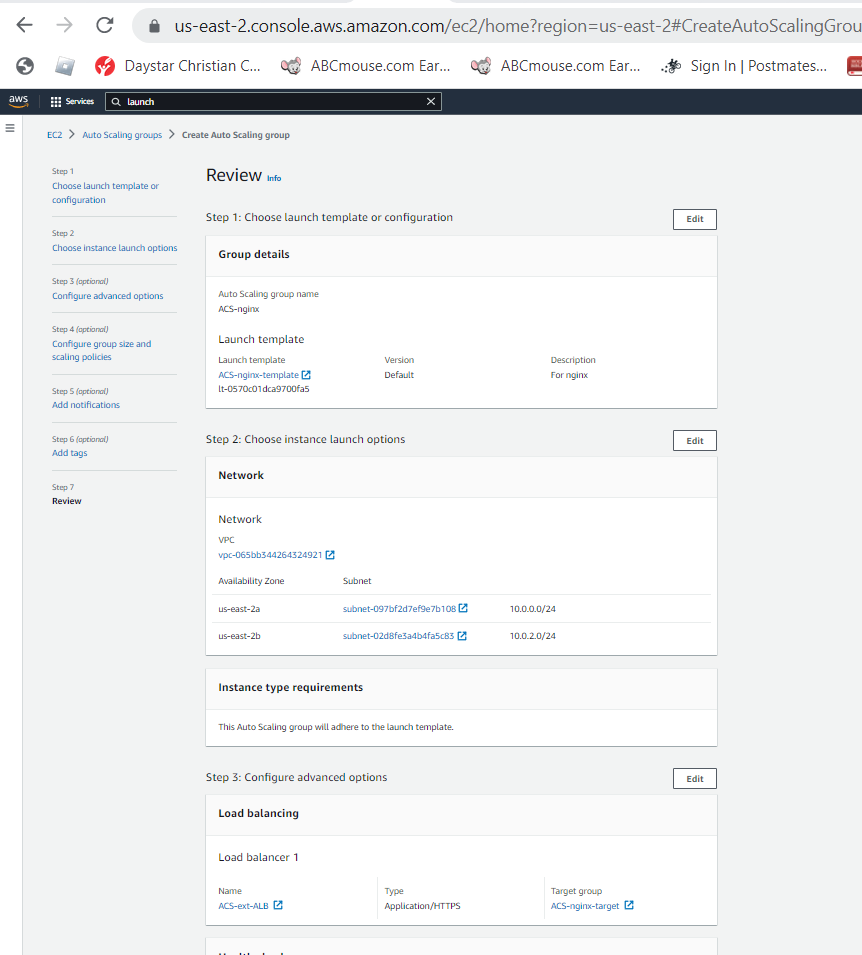 us-east-2.console.aws.amazon.com/ec2/home?region=us-east-2#CreateAutoScalingGrou
Daystar Christian C... ABCmouse.com Ear... ABCmouse.com Ear... Sign In | Postmates...
aws Services launch
EC2 > Auto Scaling groups > Create Auto Scaling group
Step 1
Choose launch template or
configuration
Step 2
Choose instance launch options
Step 3 (optional)
Configure advanced options
Step 4 (optional)
Configure group size and
scaling policies
Step 5 (optional)
Add notifications
Step 6 (optional)
Add tags
Step 7
Review
Review Info
Step 1: Choose launch template or configuration Edit
Group details
Auto Scaling group name
ACS-nginx
Launch template
Launch template Version Description
ACS-nginx-template Default For nginx
lt-0570c01dca9700fa5
Step 2: Choose instance launch options Edit
Network
Network
VPC
vpc-065bb344264324921
Availability Zone Subnet
us-east-2a subnet-097bf2d7ef9e7b108 10.0.0.0/24
us-east-2b subnet-02d8fe3a4b4fa5c83 10.0.2.0/24
Instance type requirements
This Auto Scaling group will adhere to the launch template.
Step 3: Configure advanced options Edit
Load balancing
Load balancer 1
Name Type Target group
ACS-ext-ALB Application/HTTPS ACS-nginx-target